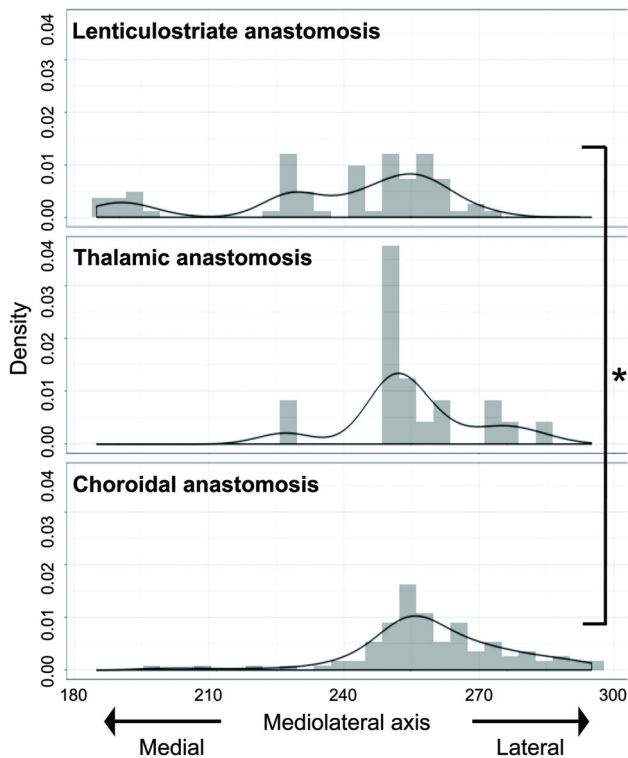 Lenticulostriate anastomosis
0.04
0.03
0.02
0.01
0.00
Thalamic anastomosis
0.04
0.03
0.02
0.01
0.00
Density
*
Choroidal anastomosis
0.04
0.03
0.02
0.01
0.00
180 210 240 270 300
Mediolateral axis
Medial Lateral